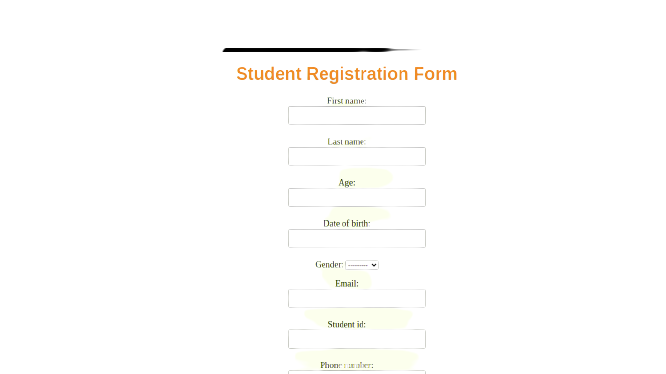 Student Registration Form
First name:
Last name:
Age:
Date of birth:
Gender: ---------
Email:
Student id:
Phone number: